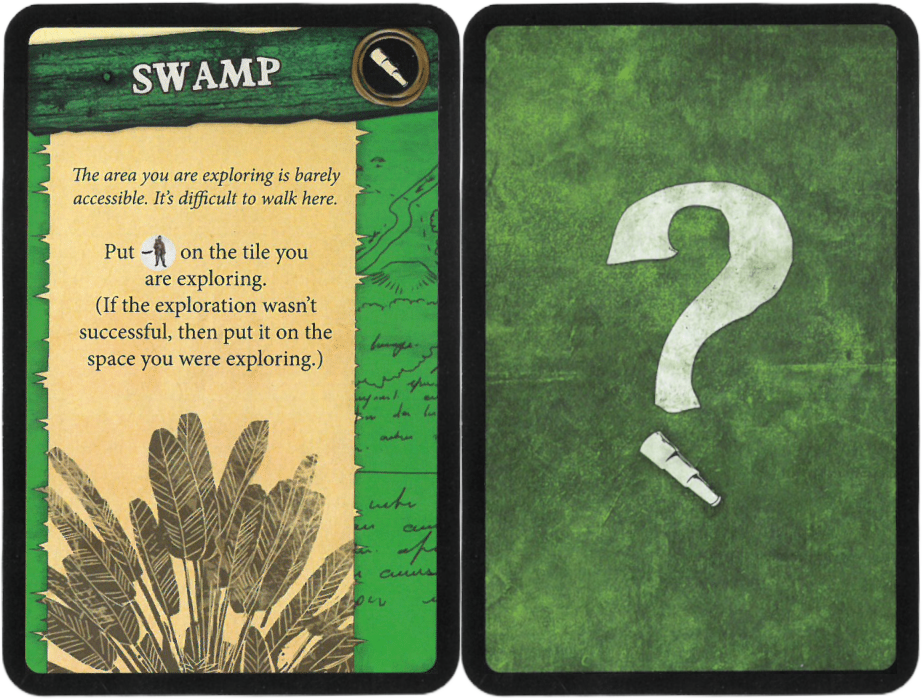 SWAMP
The area you are exploring is barely
accessible. It's difficult to walk here.
Put on the tile you
are exploring.
(If the exploration wasn't
successful, then put it on the
space you were exploring.)
?